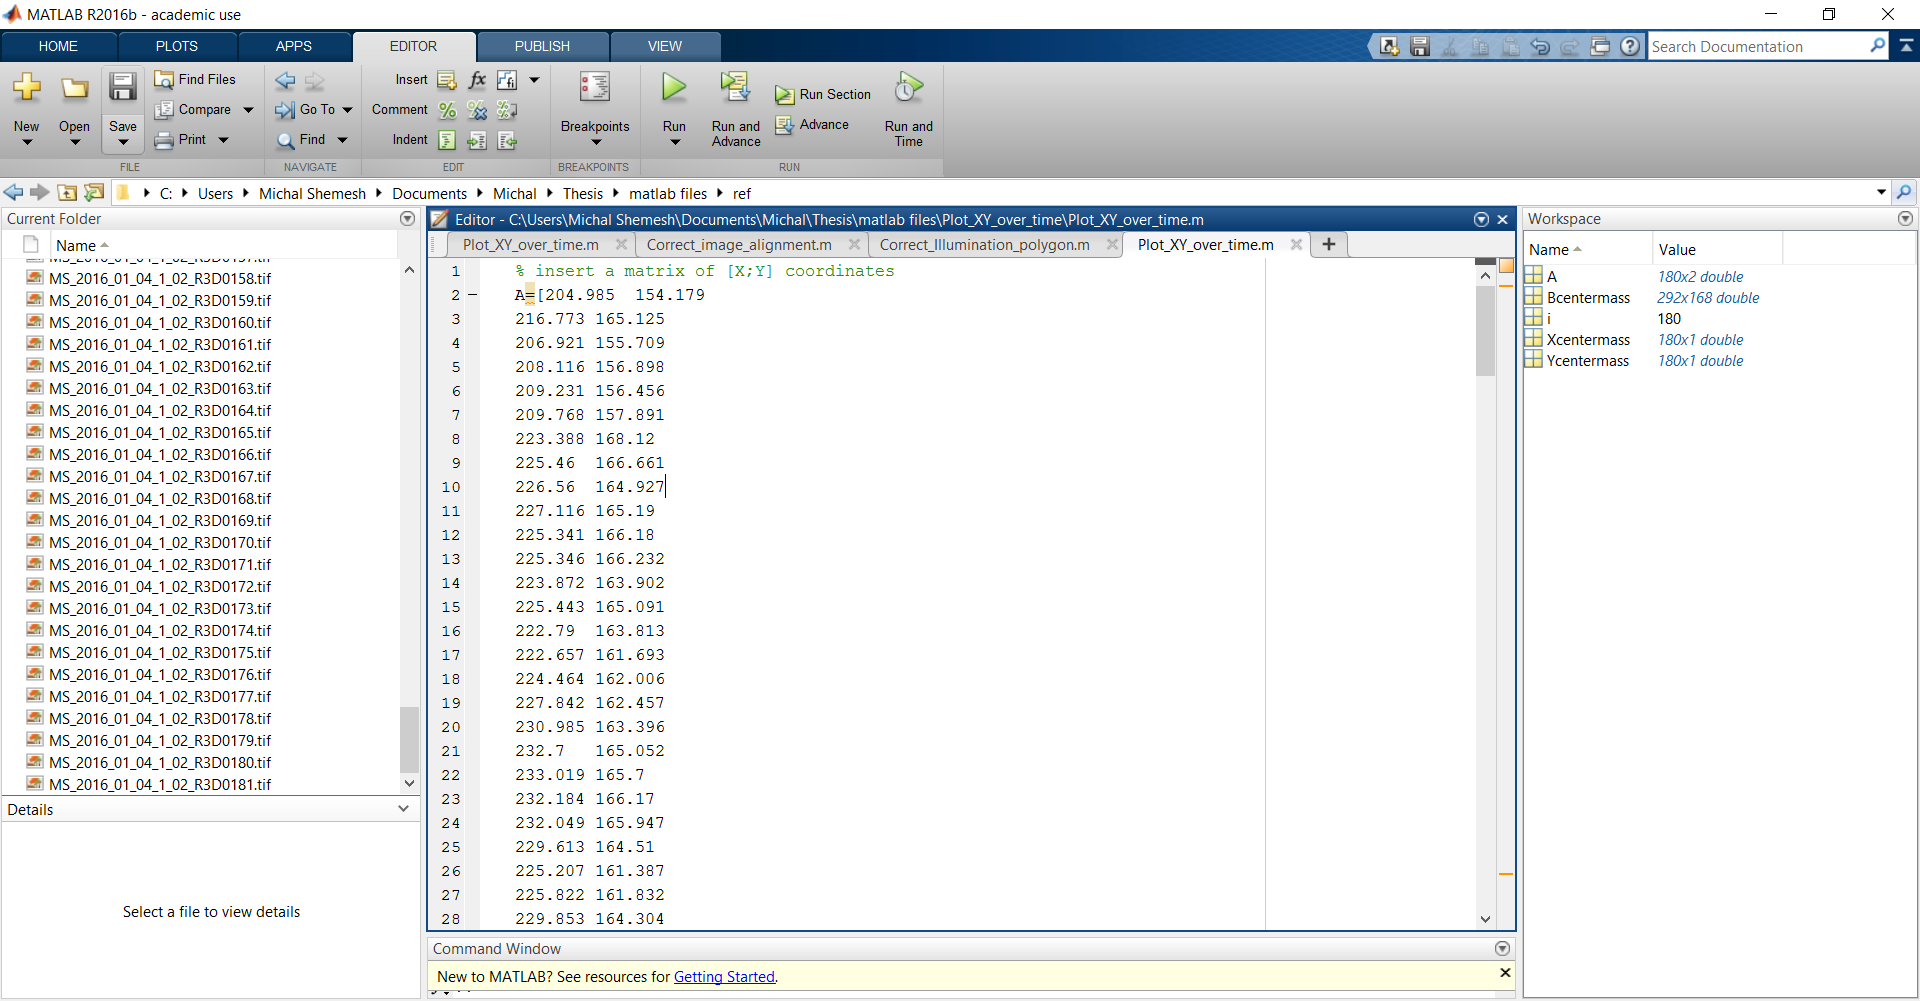 MATLAB R2016b - academic use
HOME PLOTS APPS EDITOR PUBLISH VIEW
Search Documentation
New Open Save Find Files Compare Print
FILE
Go To Find
NAVIGATE
Insert fx
Comment
Indent
EDIT
Breakpoints
BREAKPOINTS
Run Run and Advance Run Section Advance Run and Time
RUN
C: Users Michal Shemesh Documents Michal Thesis matlab files ref
Current Folder
Name
MS_2016_01_04_1_02_R3D0157.tif
MS_2016_01_04_1_02_R3D0158.tif
MS_2016_01_04_1_02_R3D0159.tif
MS_2016_01_04_1_02_R3D0160.tif
MS_2016_01_04_1_02_R3D0161.tif
MS_2016_01_04_1_02_R3D0162.tif
MS_2016_01_04_1_02_R3D0163.tif
MS_2016_01_04_1_02_R3D0164.tif
MS_2016_01_04_1_02_R3D0165.tif
MS_2016_01_04_1_02_R3D0166.tif
MS_2016_01_04_1_02_R3D0167.tif
MS_2016_01_04_1_02_R3D0168.tif
MS_2016_01_04_1_02_R3D0169.tif
MS_2016_01_04_1_02_R3D0170.tif
MS_2016_01_04_1_02_R3D0171.tif
MS_2016_01_04_1_02_R3D0172.tif
MS_2016_01_04_1_02_R3D0173.tif
MS_2016_01_04_1_02_R3D0174.tif
MS_2016_01_04_1_02_R3D0175.tif
MS_2016_01_04_1_02_R3D0176.tif
MS_2016_01_04_1_02_R3D0177.tif
MS_2016_01_04_1_02_R3D0178.tif
MS_2016_01_04_1_02_R3D0179.tif
MS_2016_01_04_1_02_R3D0180.tif
MS_2016_01_04_1_02_R3D0181.tif
Details
Select a file to view details
Editor - C:\Users\Michal Shemesh\Documents\Michal\Thesis\matlab files\Plot_XY_over_time\Plot_XY_over_time.m
Plot_XY_over_time.m Correct_image_alignment.m Correct_Illumination_polygon.m Plot_XY_over_time.m
1 % insert a matrix of [X;Y] coordinates
2 – A=[204.985 154.179
3 216.773 165.125
4 206.921 155.709
5 208.116 156.898
6 209.231 156.456
7 209.768 157.891
8 223.388 168.12
9 225.46 166.661
10 226.56 164.927
11 227.116 165.19
12 225.341 166.18
13 225.346 166.232
14 223.872 163.902
15 225.443 165.091
16 222.79 163.813
17 222.657 161.693
18 224.464 162.006
19 227.842 162.457
20 230.985 163.396
21 232.7 165.052
22 233.019 165.7
23 232.184 166.17
24 232.049 165.947
25 229.613 164.51
26 225.207 161.387
27 225.822 161.832
28 229.853 164.304
Command Window
New to MATLAB? See resources for Getting Started.
Workspace
Name Value
A 180x2 double
Bcentermass 292x168 double
i 180
Xcentermass 180x1 double
Ycentermass 180x1 double